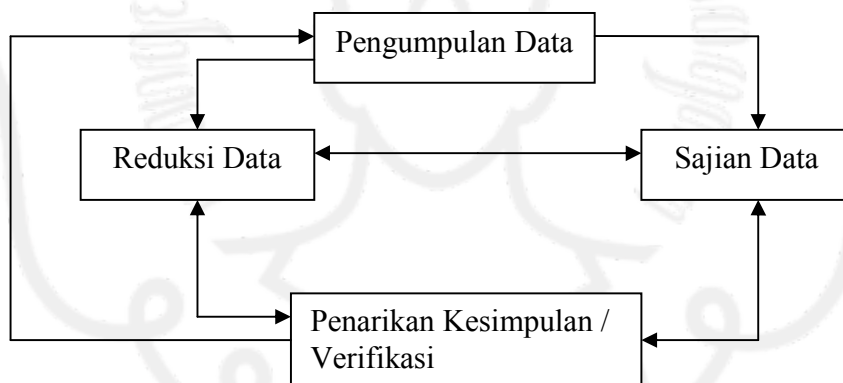 Pengumpulan Data
Reduksi Data
Sajian Data
Penarikan Kesimpulan /
Verifikasi